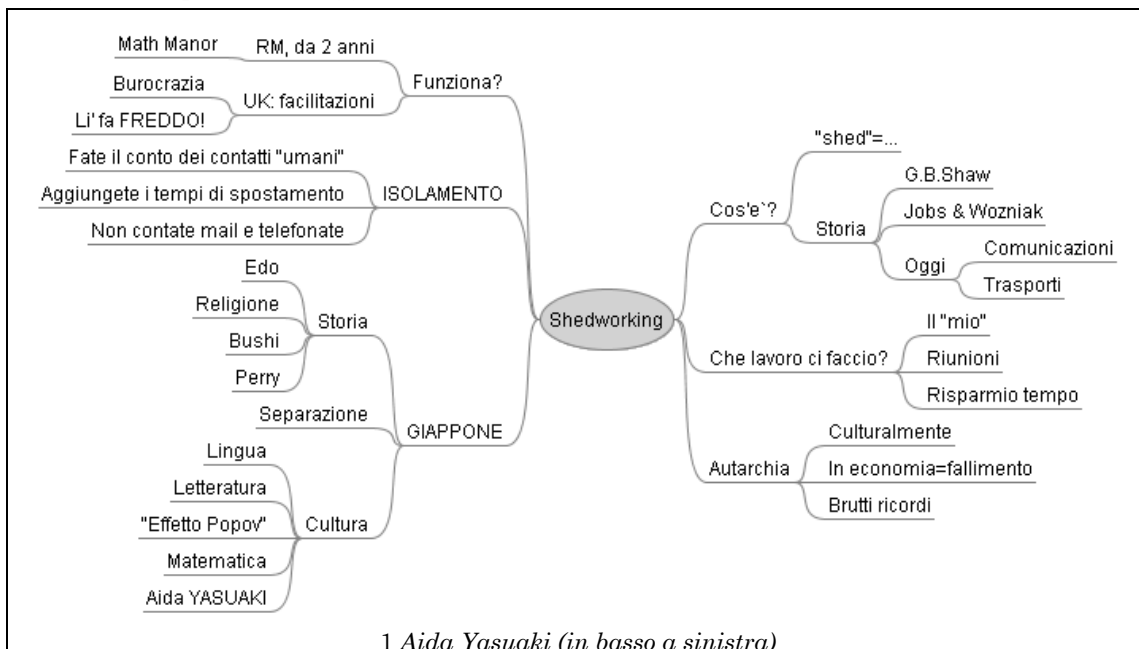 Math Manor
RM, da 2 anni
Burocrazia
UK: facilitazioni
Li' fa FREDDO!
Funziona?
Fate il conto dei contatti "umani"
Aggiungete i tempi di spostamento
Non contate mail e telefonate
ISOLAMENTO
Edo
Religione
Bushi
Perry
Storia
Separazione
GIAPPONE
Lingua
Letteratura
"Effetto Popov"
Matematica
Aida YASUAKI
Cultura
Shedworking
Cos'e`?
"shed"=...
Storia
G.B.Shaw
Jobs & Wozniak
Oggi
Comunicazioni
Trasporti
Che lavoro ci faccio?
Il "mio"
Riunioni
Risparmio tempo
Autarchia
Culturalmente
In economia=fallimento
Brutti ricordi
1 Aida Yasuaki (in basso a sinistra)